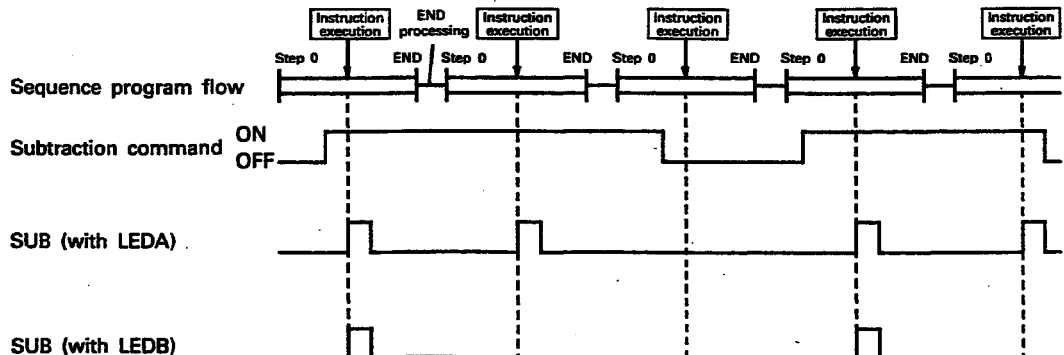 Instruction execution
END processing
Instruction execution
Instruction execution
Instruction execution
Instruction execution
Step 0 END Step 0 END Step 0 END Step 0 END Step 0
Sequence program flow
Subtraction command ON
OFF
SUB (with LEDA)
SUB (with LEDB)